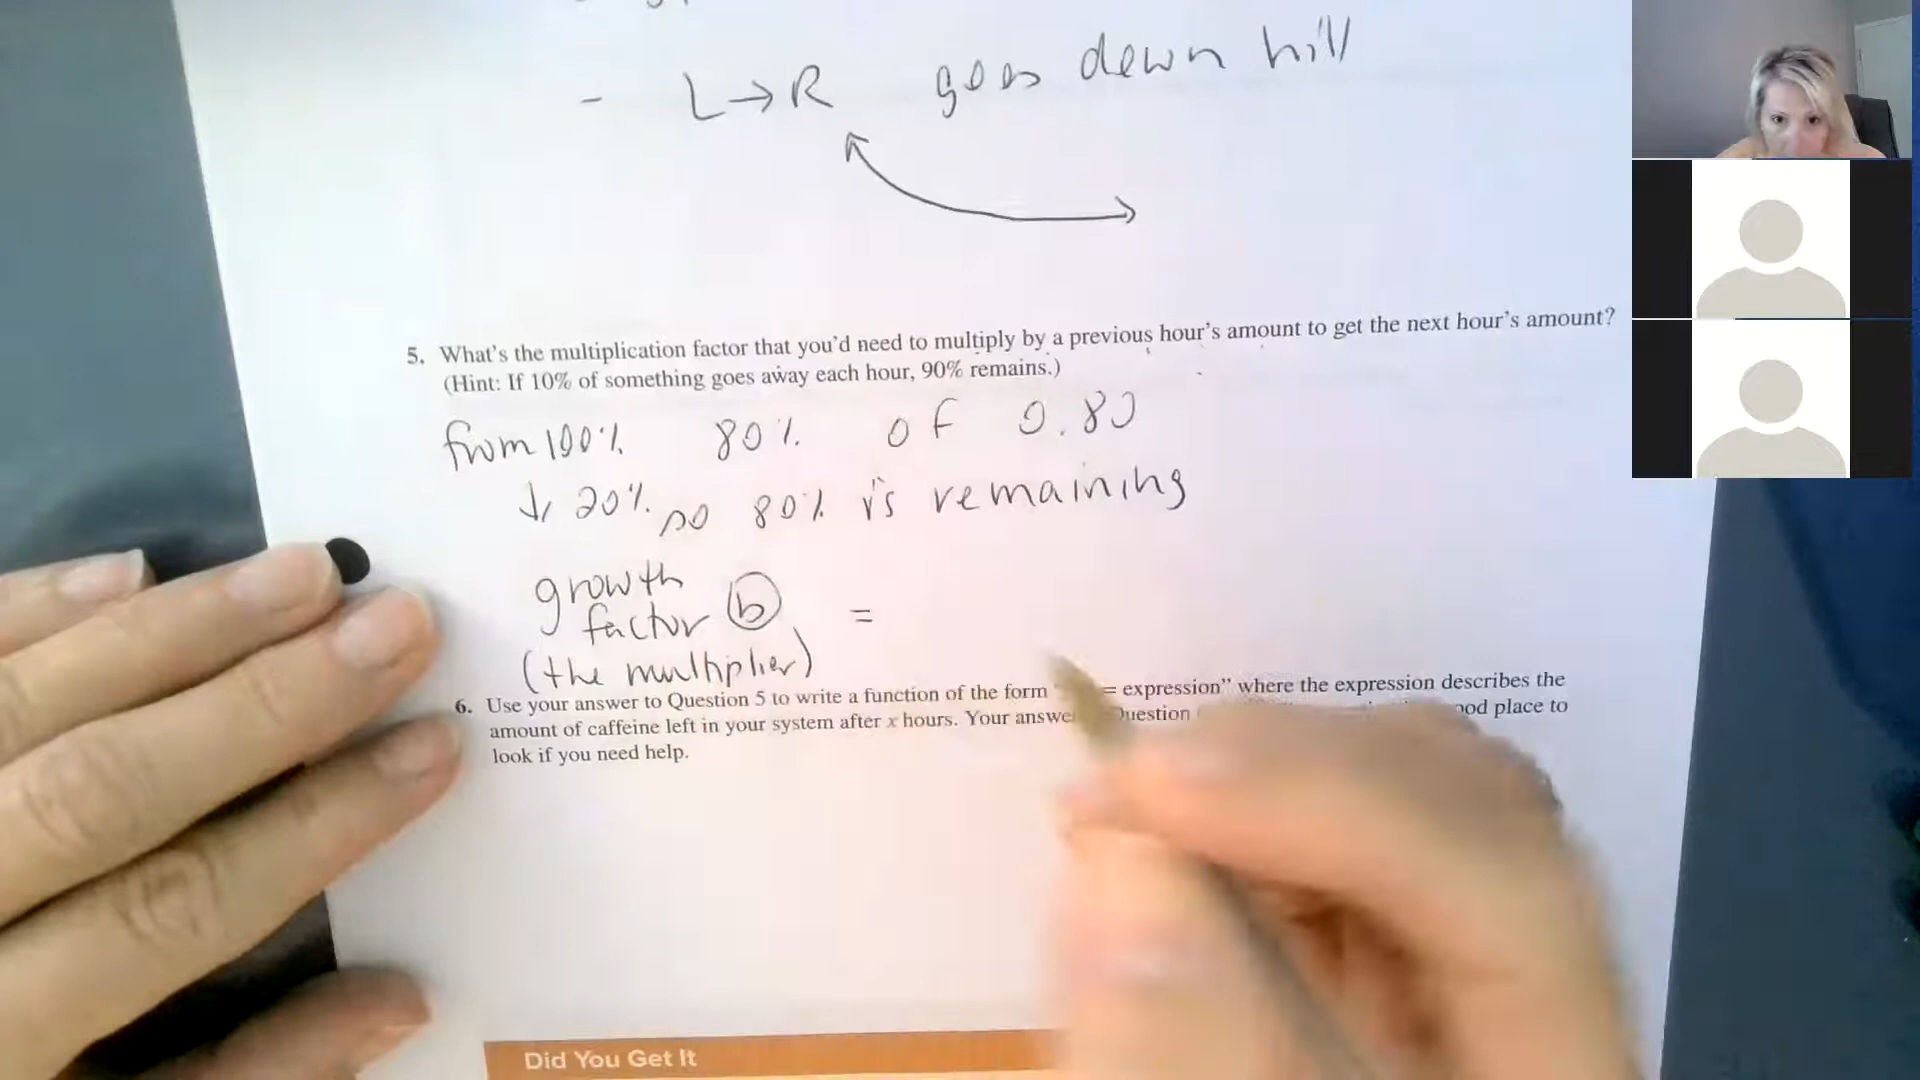 - L→R goes down hill
5. What's the multiplication factor that you'd need to multiply by a previous hour's amount to get the next hour's amount?
(Hint: If 10% of something goes away each hour, 90% remains.)
from 100% 80% of 0.80
↓ 20% so 80% is remaining
growth
factor b =
(the multiplier)
6. Use your answer to Question 5 to write a function of the form = expression” where the expression describes the
amount of caffeine left in your system after x hours. Your Question place to
look if you need help.
Did You Get It